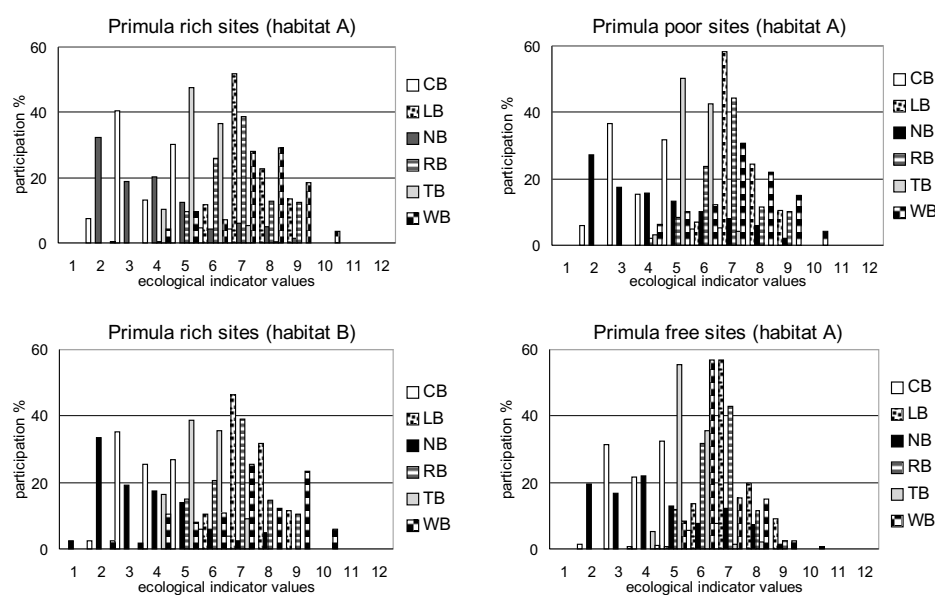 Primula rich sites (habitat A)
participation %
60
40
20
0
1 2 3 4 5 6 7 8 9 10 11 12
ecological indicator values
CB
LB
NB
RB
TB
WB
Primula poor sites (habitat A)
participation %
60
40
20
0
1 2 3 4 5 6 7 8 9 10 11 12
ecological indicator values
CB
LB
NB
RB
TB
WB
Primula rich sites (habitat B)
participation %
60
40
20
0
1 2 3 4 5 6 7 8 9 10 11 12
ecological indicator values
CB
LB
NB
RB
TB
WB
Primula free sites (habitat A)
participation %
60
40
20
0
1 2 3 4 5 6 7 8 9 10 11 12
ecological indicator values
CB
LB
NB
RB
TB
WB